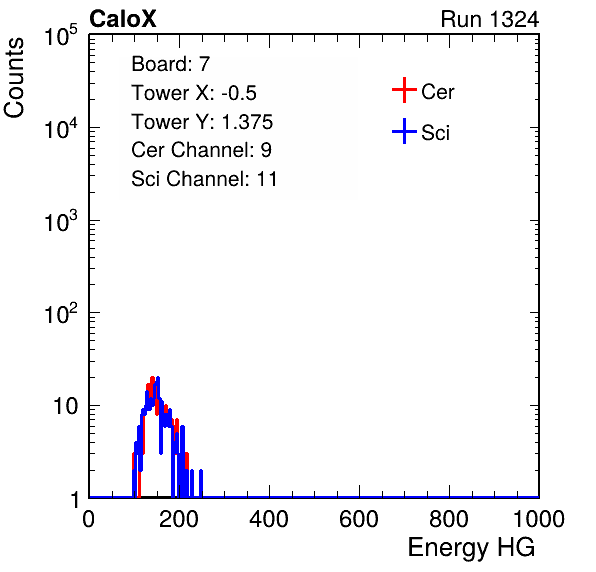 CaloX Run 1324
Counts
10^5
10^4
10^3
10^2
10
1
Board: 7
Tower X: -0.5
Tower Y: 1.375
Cer Channel: 9
Sci Channel: 11
Cer
Sci
0 200 400 600 800 1000
Energy HG